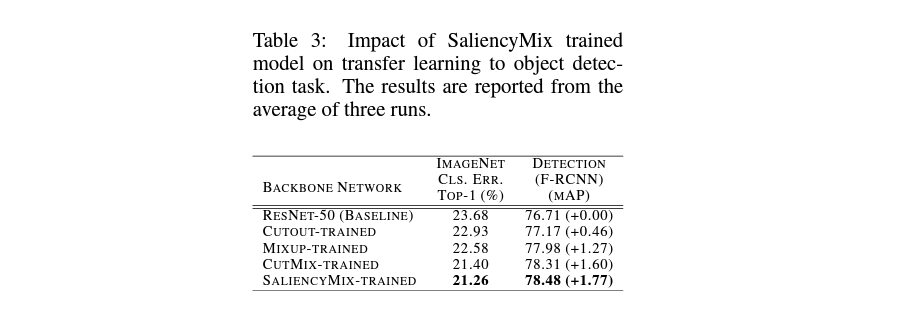 Table 3: Impact of SaliencyMix trained
model on transfer learning to object detec-
tion task. The results are reported from the
average of three runs.
IMAGENET DETECTION
CLS. ERR. (F-RCNN)
BACKBONE NETWORK TOP-1 (%) (MAP)
RESNET-50 (BASELINE) 23.68 76.71 (+0.00)
CUTOUT-TRAINED 22.93 77.17 (+0.46)
MIXUP-TRAINED 22.58 77.98 (+1.27)
CUTMIX-TRAINED 21.40 78.31 (+1.60)
SALIENCYMIX-TRAINED 21.26 78.48 (+1.77)